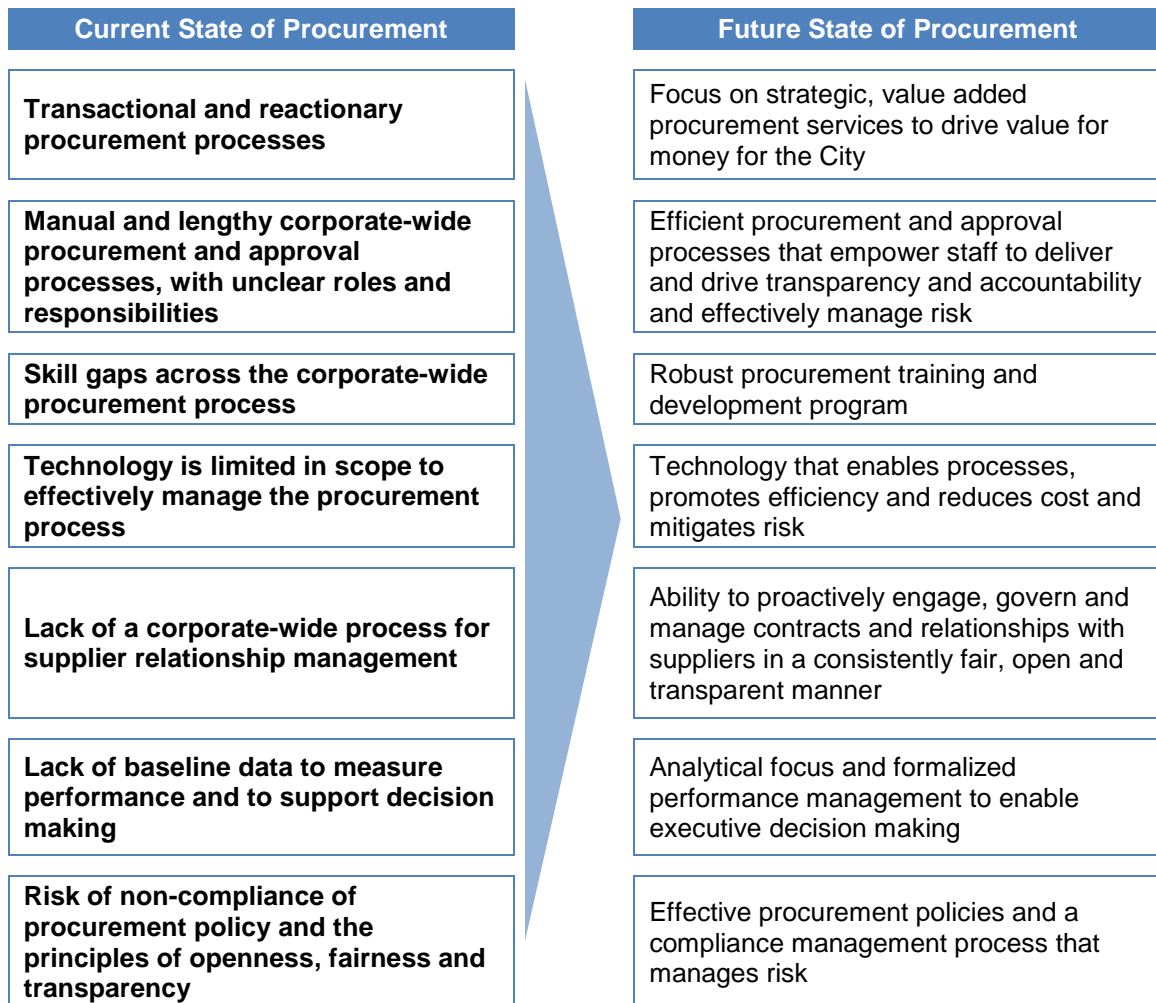 Current State of Procurement
Future State of Procurement
Transactional and reactionary
procurement processes
Focus on strategic, value added
procurement services to drive value for
money for the City
Manual and lengthy corporate-wide
procurement and approval
processes, with unclear roles and
responsibilities
Efficient procurement and approval
processes that empower staff to deliver
and drive transparency and accountability
and effectively manage risk
Skill gaps across the corporate-wide
procurement process
Robust procurement training and
development program
Technology is limited in scope to
effectively manage the procurement
process
Technology that enables processes,
promotes efficiency and reduces cost and
mitigates risk
Lack of a corporate-wide process for
supplier relationship management
Ability to proactively engage, govern and
manage contracts and relationships with
suppliers in a consistently fair, open and
transparent manner
Lack of baseline data to measure
performance and to support decision
making
Analytical focus and formalized
performance management to enable
executive decision making
Risk of non-compliance of
procurement policy and the
principles of openness, fairness and
transparency
Effective procurement policies and a
compliance management process that
manages risk